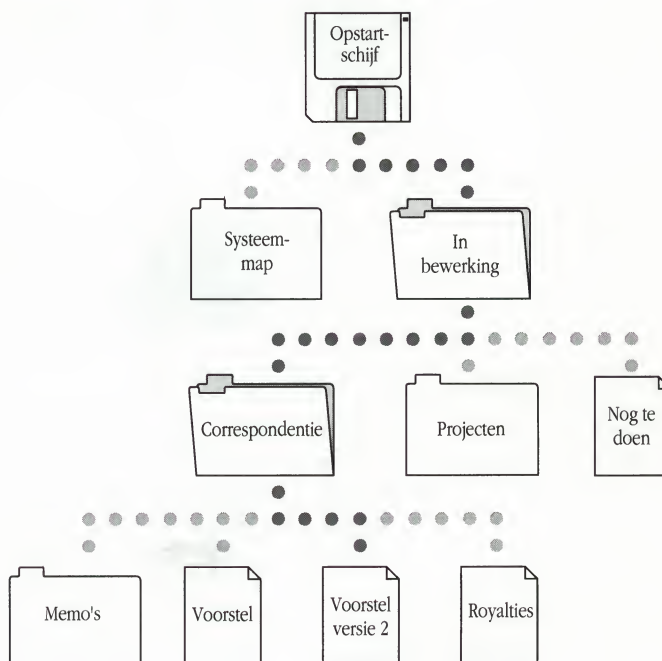 Opstart-
schijf
Systeem-
map
In
bewerking
Correspondentie
Projecten
Nog te
doen
Memo's
Voorstel
Voorstel
versie 2
Royalties